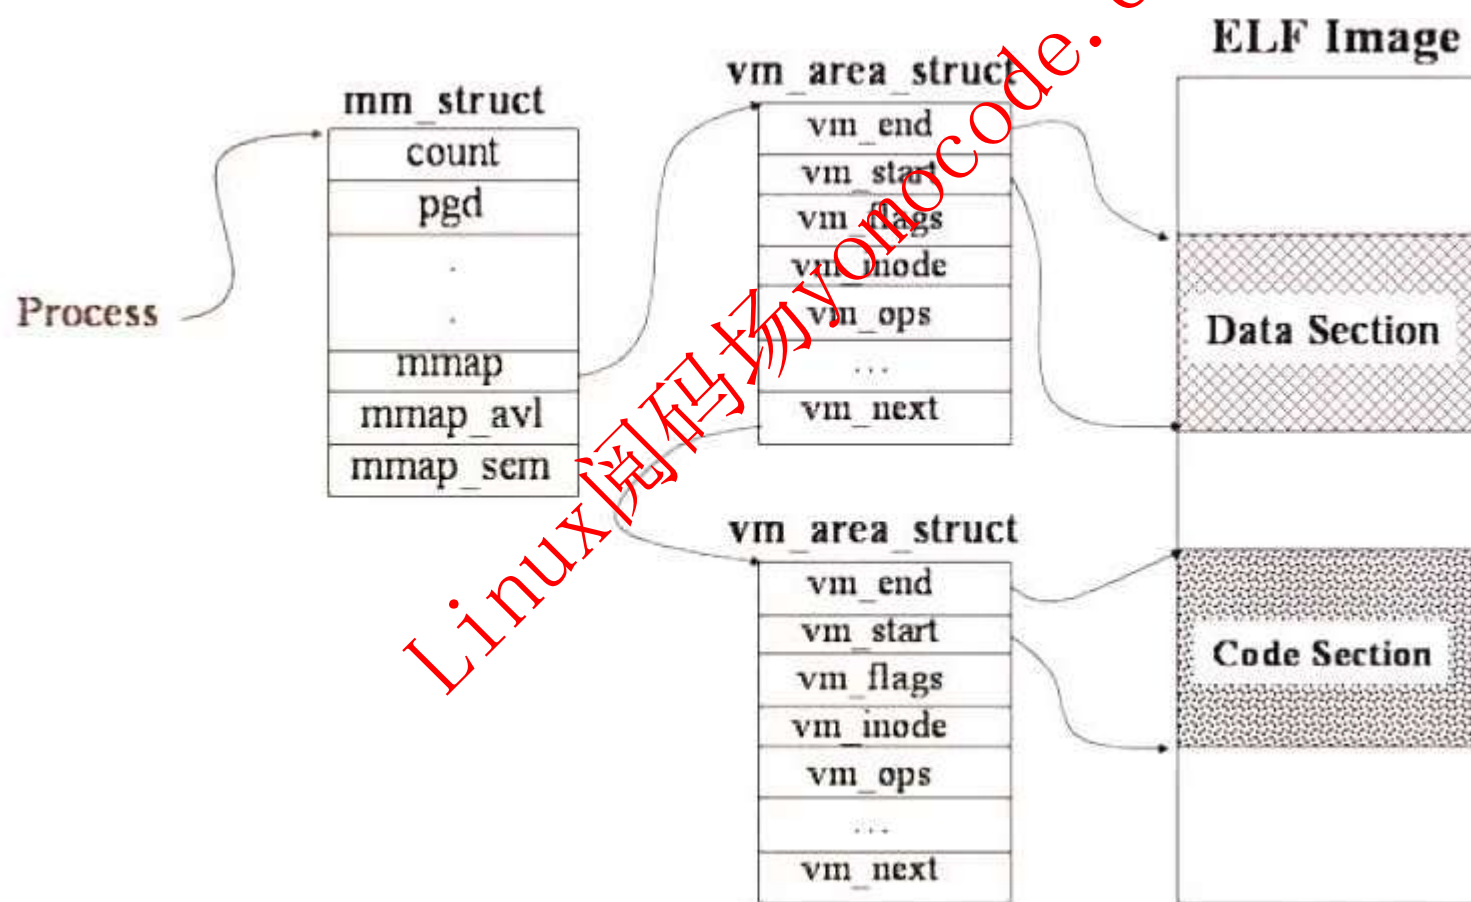 ELF Image
vm_area_struct
mm_struct
vm_end
count
vm_start
pgd
vm_flags
.
vm_inode
Process
.
vm_ops
Data Section
mmap
...
mmap_avl
vm_next
mmap_sem
vm_area_struct
vm_end
vm_start
Code Section
vm_flags
vm_inode
vm_ops
...
vm_next
Linux阅码场yomocode.